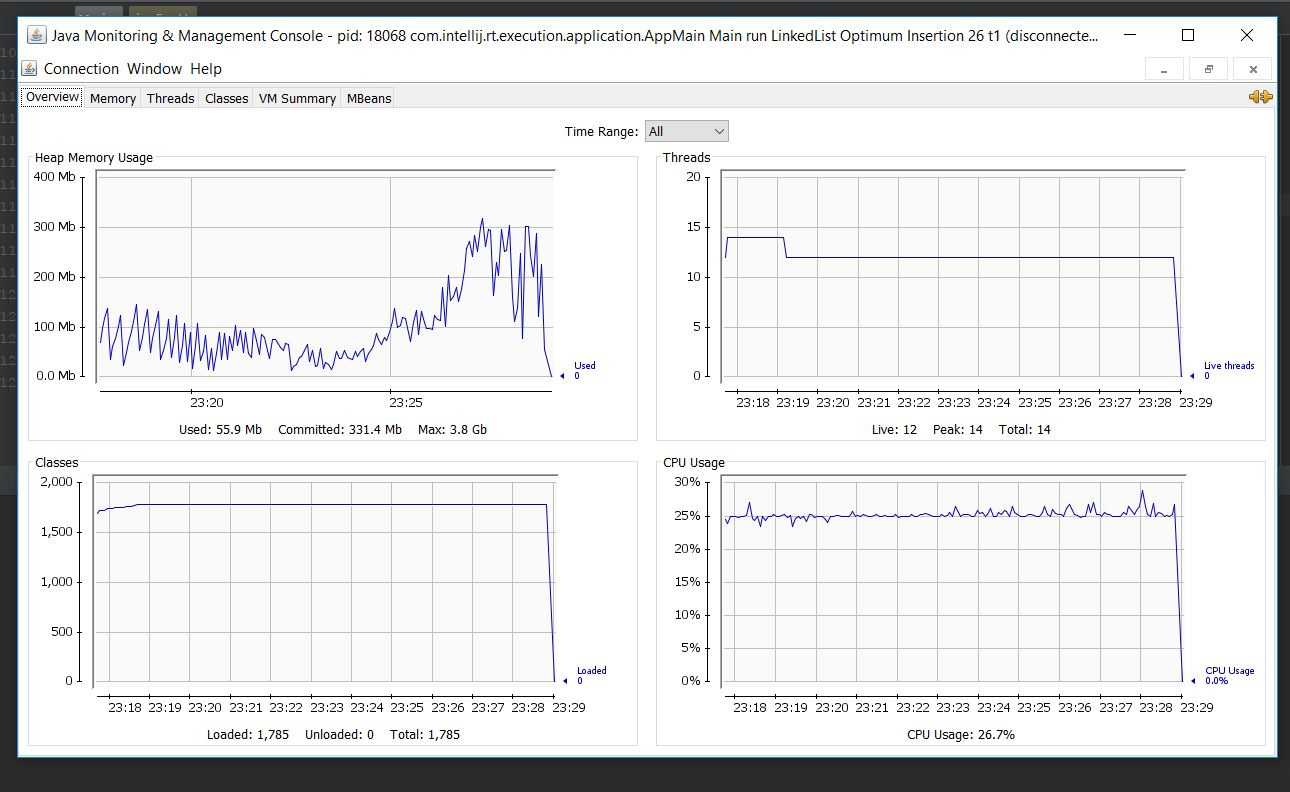 Java Monitoring & Management Console - pid: 18068 com.intellij.rt.execution.application.AppMain Main run LinkedList Optimum Insertion 26 t1 (disconnecte...
Connection Window Help
Overview Memory Threads Classes VM Summary MBeans
Time Range: All
Heap Memory Usage
400 Mb
300 Mb
200 Mb
100 Mb
0.0 Mb
Used
0
23:20 23:25
Used: 55.9 Mb Committed: 331.4 Mb Max: 3.8 Gb
Threads
20
15
10
5
0
Live threads
0
23:18 23:19 23:20 23:21 23:22 23:23 23:24 23:25 23:26 23:27 23:28 23:29
Live: 12 Peak: 14 Total: 14
Classes
2,000
1,500
1,000
500
0
Loaded
0
23:18 23:19 23:20 23:21 23:22 23:23 23:24 23:25 23:26 23:27 23:28 23:29
Loaded: 1,785 Unloaded: 0 Total: 1,785
CPU Usage
30%
25%
20%
15%
10%
5%
0%
CPU Usage
0.0%
23:18 23:19 23:20 23:21 23:22 23:23 23:24 23:25 23:26 23:27 23:28 23:29
CPU Usage: 26.7%